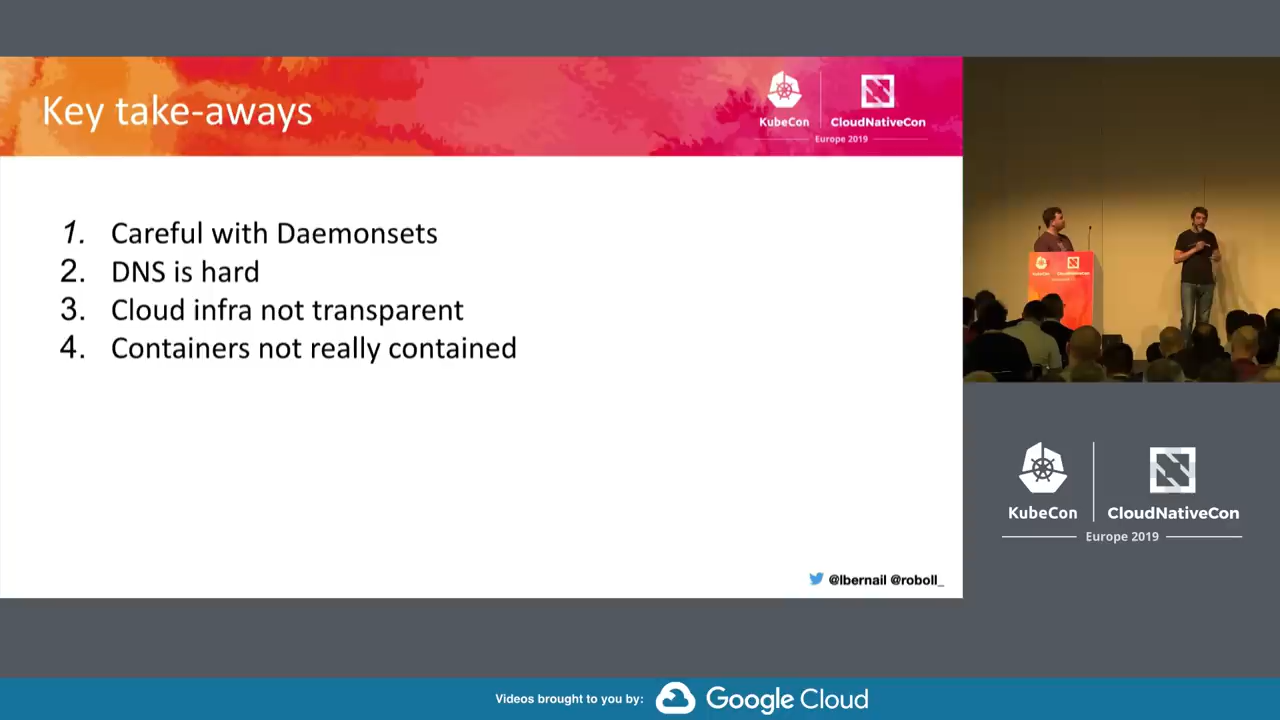 Key take-aways
KubeCon
CloudNativeCon
Europe 2019
1. Careful with Daemonsets
2. DNS is hard
3. Cloud infra not transparent
4. Containers not really contained
@lbernail @roboll_
KubeCon
CloudNativeCon
Europe 2019
Videos brought to you by:
Google Cloud